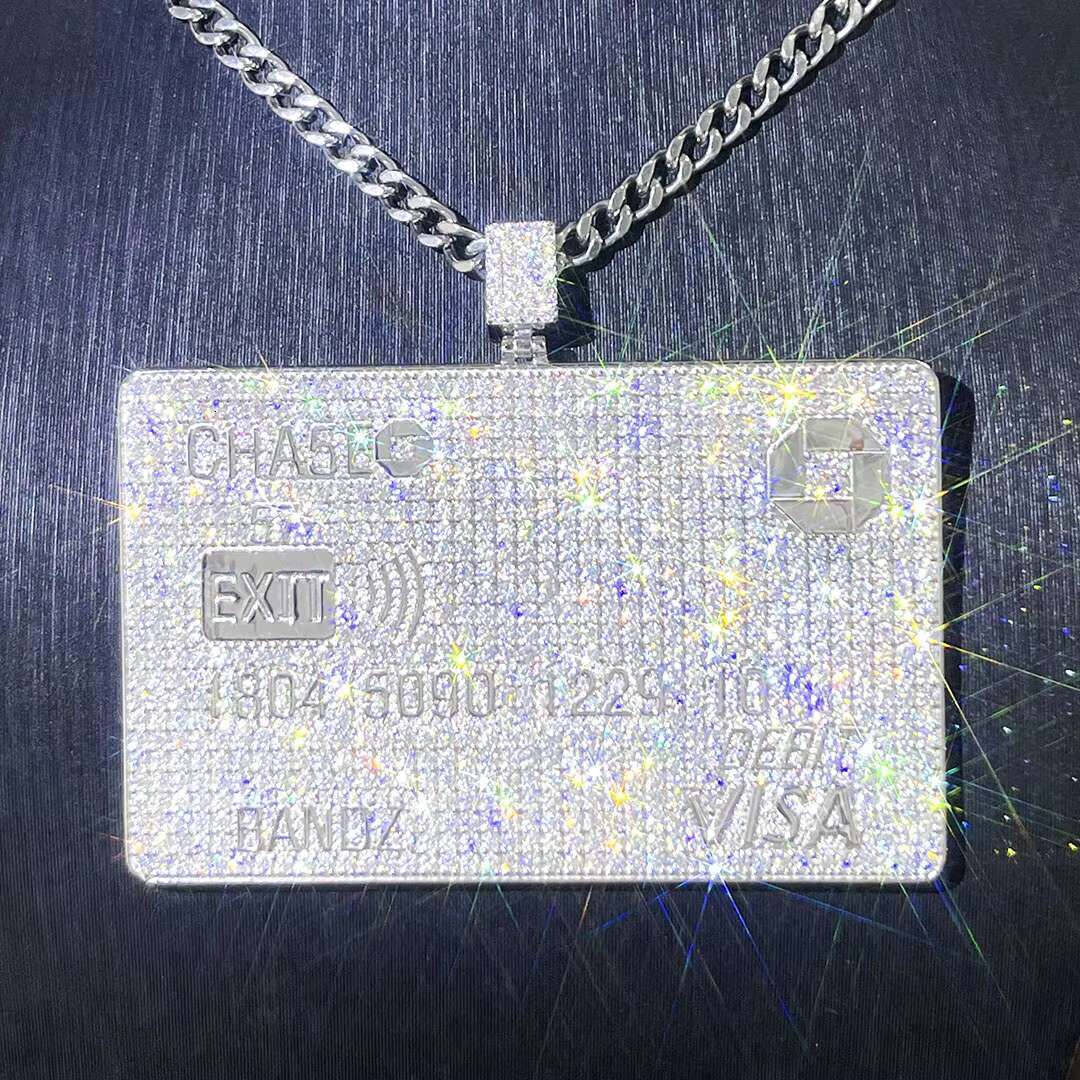 CHASE
EXIT
1804 5090 1229 10
DEBIT
BANDZ
VISA